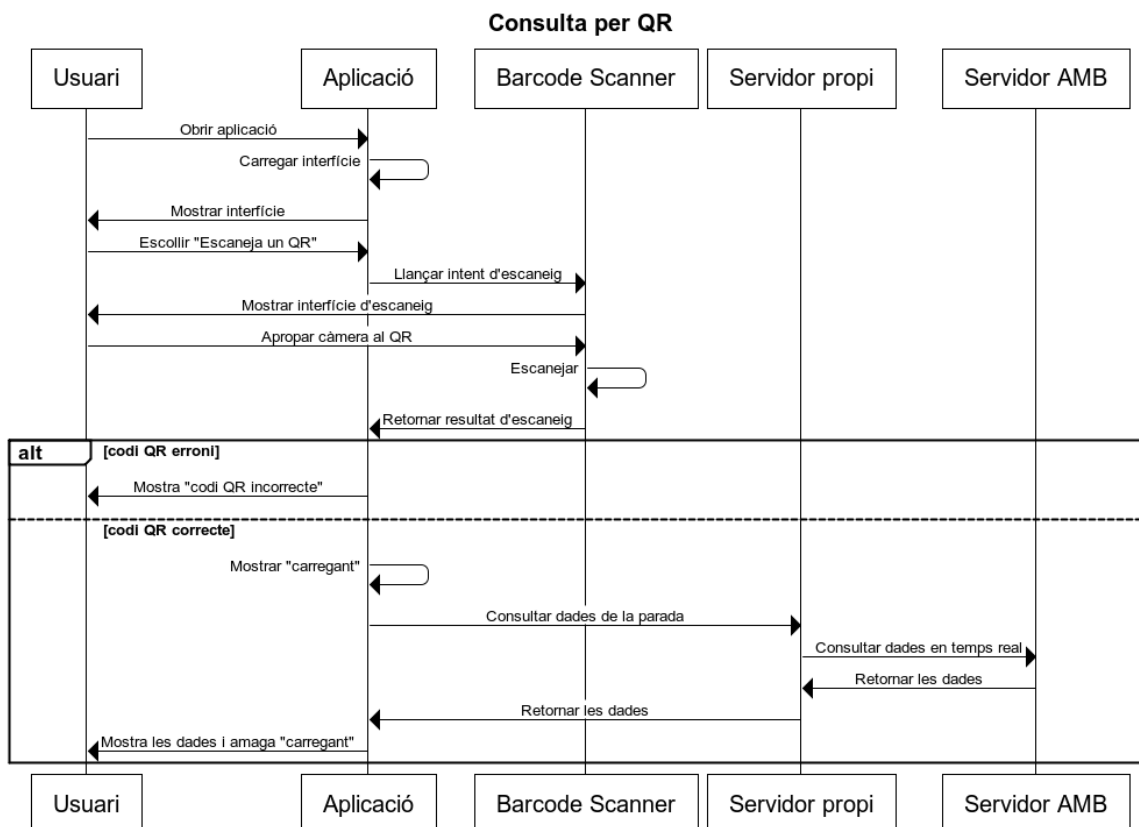 Consulta per QR
Usuari
Aplicació
Barcode Scanner
Servidor propi
Servidor AMB
Obrir aplicació
Carregar interfície
Mostrar interfície
Escollir "Escaneja un QR"
Llançar intent d'escaneig
Mostrar interfície d'escaneig
Apropar càmera al QR
Escanejar
Retornar resultat d'escaneig
alt
[codi QR erroni]
Mostra "codi QR incorrecte"
[codi QR correcte]
Mostrar "carregant"
Consultar dades de la parada
Consultar dades en temps real
Retornar les dades
Retornar les dades
Mostra les dades i amaga "carregant"
Usuari
Aplicació
Barcode Scanner
Servidor propi
Servidor AMB